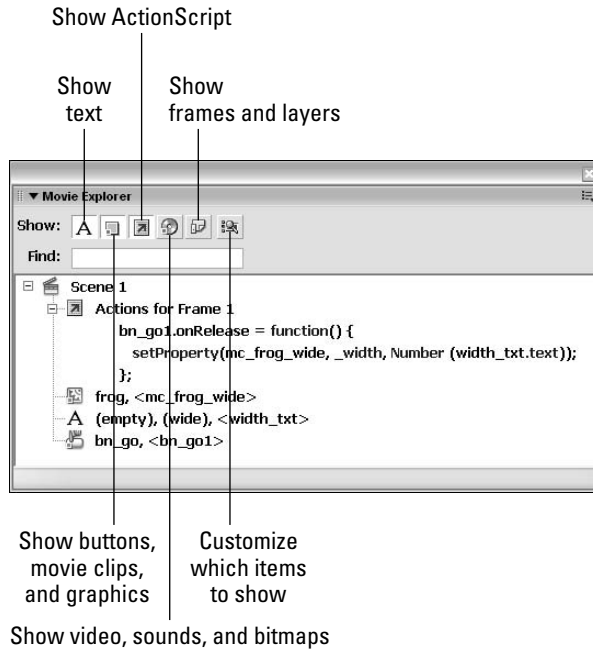 Show ActionScript
Show
text
Show
frames and layers
Movie Explorer
Show: A
Find:
Scene 1
Actions for Frame 1
bn_go1.onRelease = function() {
setProperty(mc_frog_wide, _width, Number (width_txt.text));
};
frog, <mc_frog_wide>
A (empty), (wide), <width_txt>
bn_go, <bn_go1>
Show buttons,
movie clips,
and graphics
Customize
which items
to show
Show video, sounds, and bitmaps